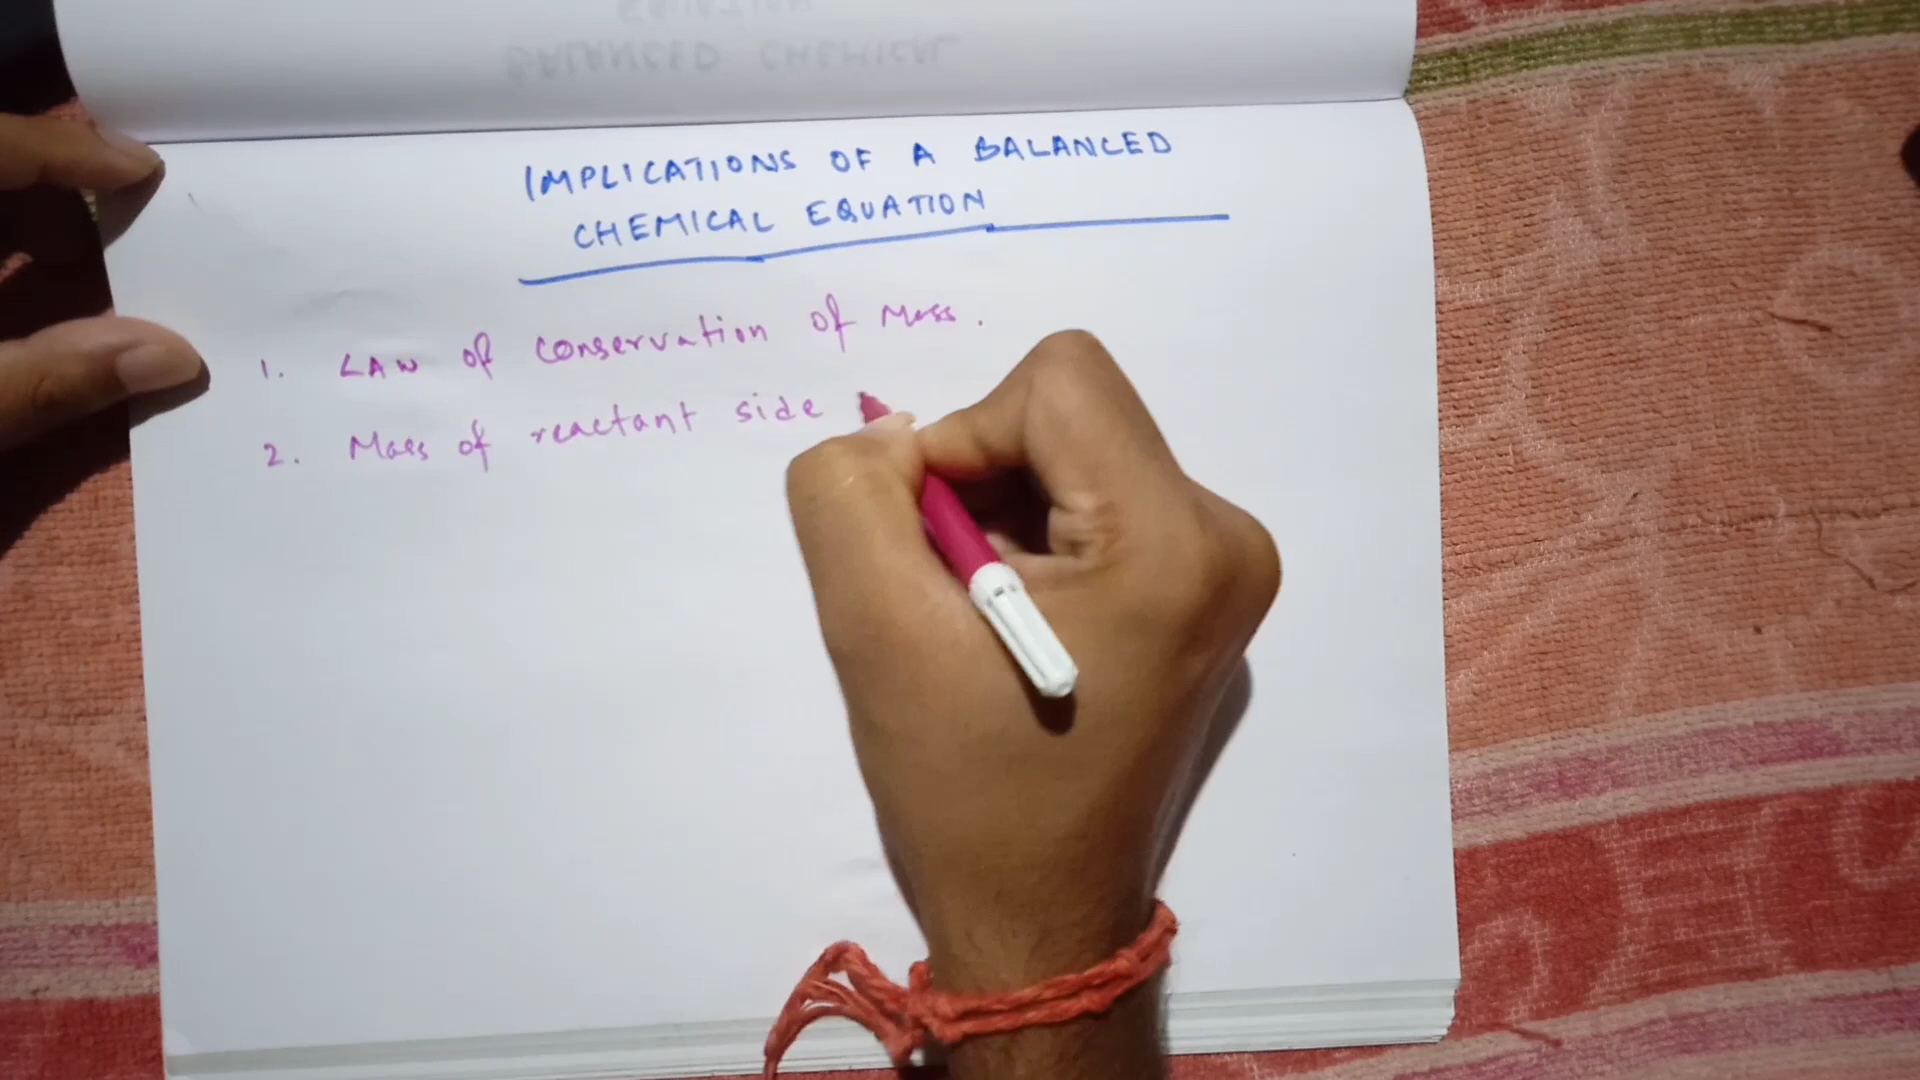 IMPLICATIONS OF A BALANCED
CHEMICAL EQUATION
1. LAW of conservation of Mass.
2. Mass of reactant side